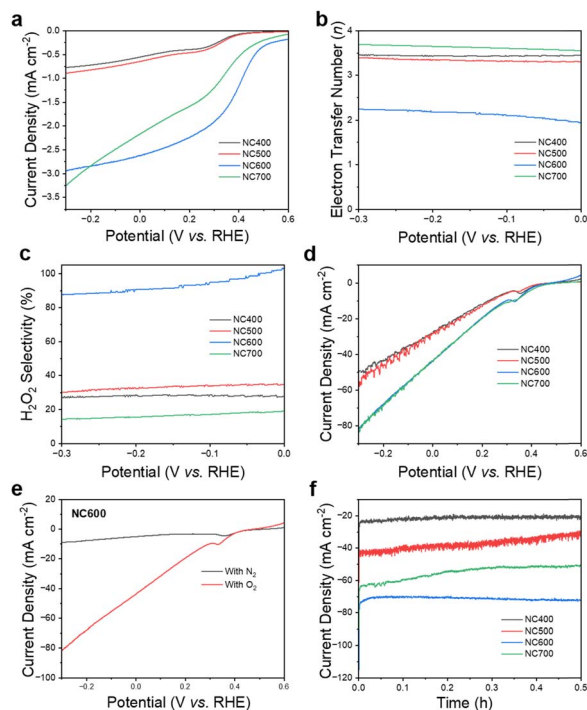 a
0.0
-0.5
-1.0
-1.5
-2.0
-2.5
-3.0
-3.5
Current Density (mA cm⁻²)
NC400
NC500
NC600
NC700
-0.2
0.0
0.2
0.4
0.6
Potential (V vs. RHE)
b
4
3
2
1
0
Electron Transfer Number (n)
NC400
NC500
NC600
NC700
-0.3
-0.2
-0.1
0.0
Potential (V vs. RHE)
c
100
80
60
40
20
0
H₂O₂ Selectivity (%)
NC400
NC500
NC600
NC700
-0.3
-0.2
-0.1
0.0
Potential (V vs. RHE)
d
0
-20
-40
-60
-80
Current Density (mA cm⁻²)
NC400
NC500
NC600
NC700
-0.2
0.0
0.2
0.4
0.6
Potential (V vs. RHE)
e
20
0
-20
-40
-60
-80
-100
Current Density (mA cm⁻²)
NC600
With N₂
With O₂
-0.2
0.0
0.2
0.4
0.6
Potential (V vs. RHE)
f
-20
-40
-60
-80
-100
-120
Current Density (mA cm⁻²)
NC400
NC500
NC600
NC700
0.0
0.1
0.2
0.3
0.4
0.5
Time (h)